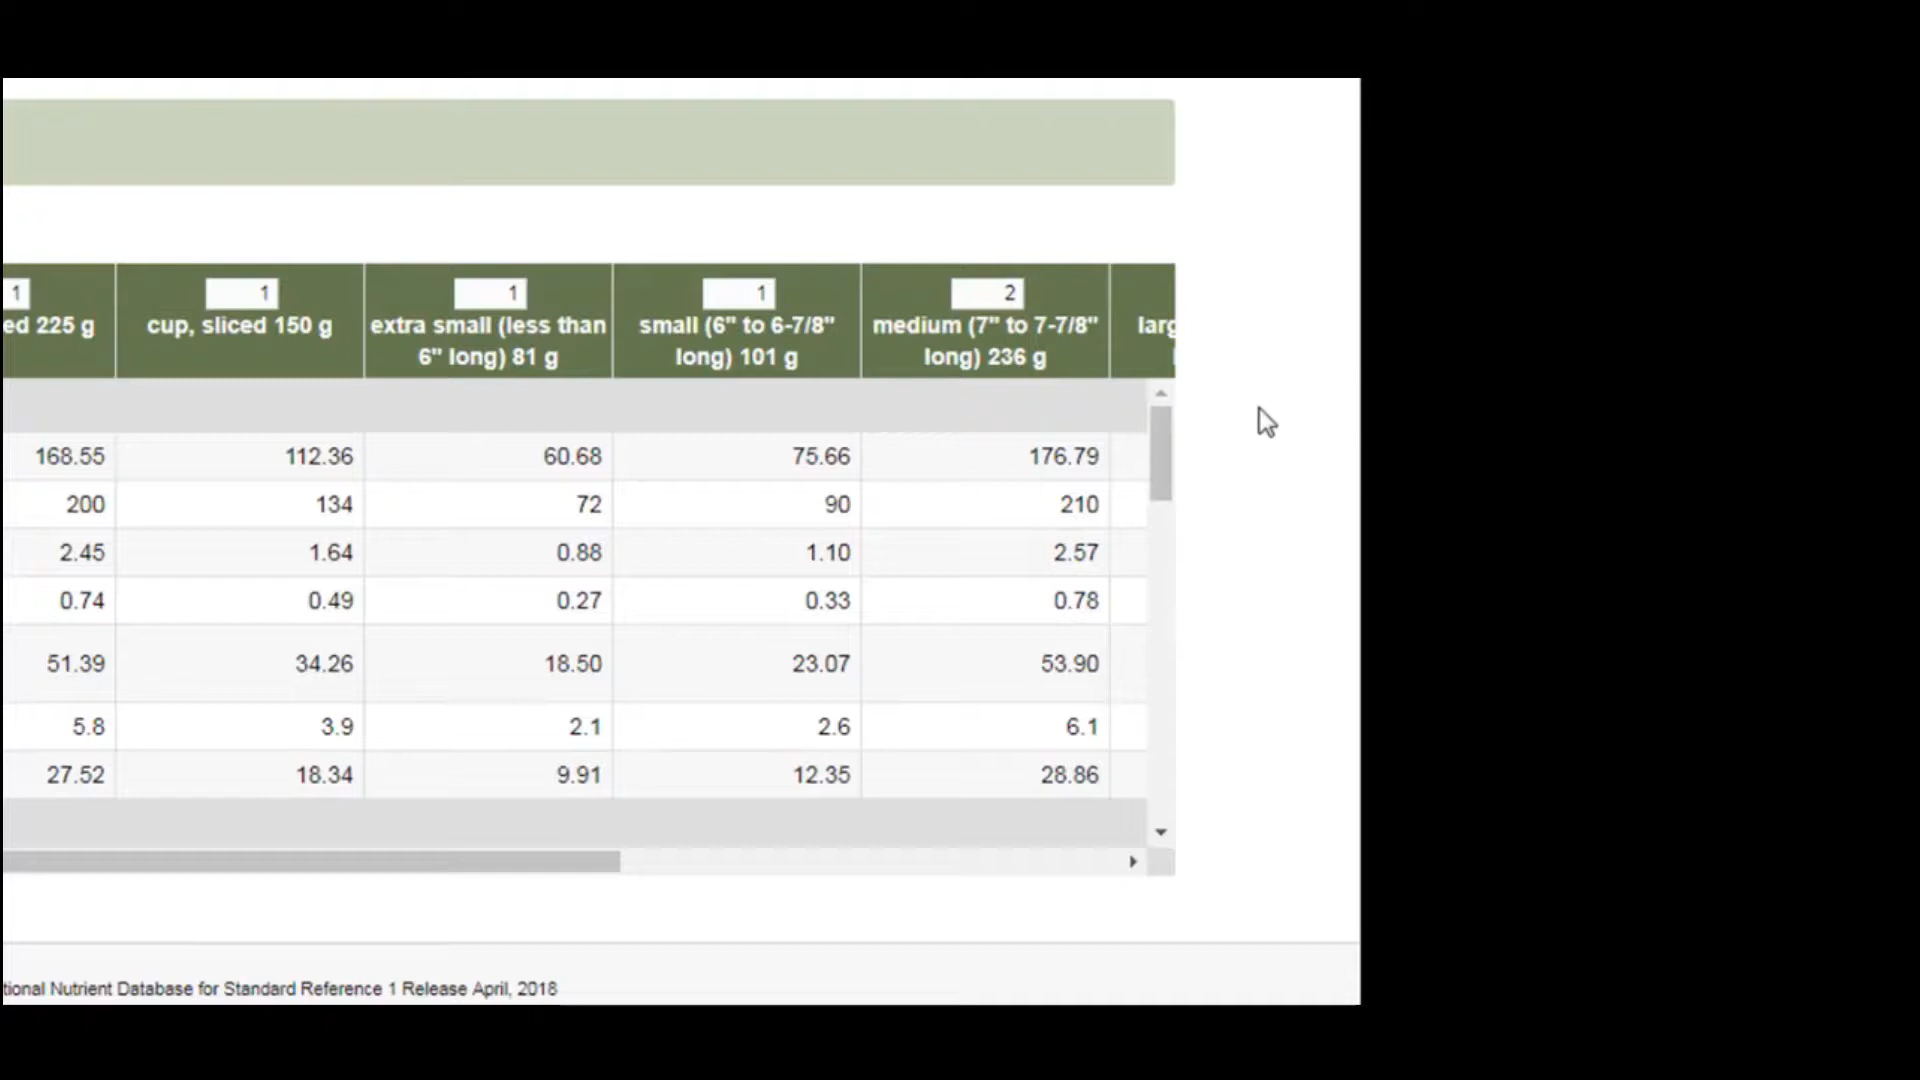 1 1 1 1 2
ed 225 g cup, sliced 150 g extra small (less than small (6" to 6-7/8" medium (7" to 7-7/8" larg
6" long) 81 g long) 101 g long) 236 g
168.55 112.36 60.68 75.66 176.79
200 134 72 90 210
2.45 1.64 0.88 1.10 2.57
0.74 0.49 0.27 0.33 0.78
51.39 34.26 18.50 23.07 53.90
5.8 3.9 2.1 2.6 6.1
27.52 18.34 9.91 12.35 28.86
tional Nutrient Database for Standard Reference 1 Release April, 2018